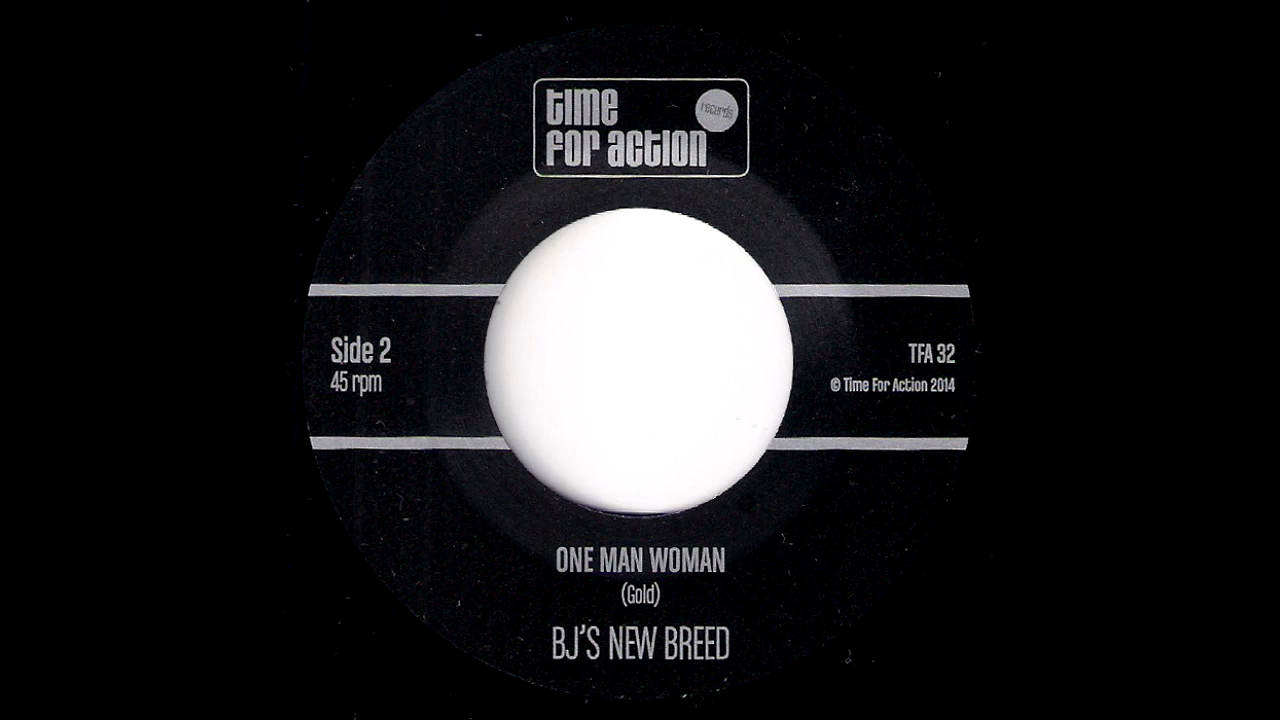 time
for action
records
Side 2
45 rpm
TFA 32
© Time For Action 2014
ONE MAN WOMAN
(Gold)
BJ'S NEW BREED